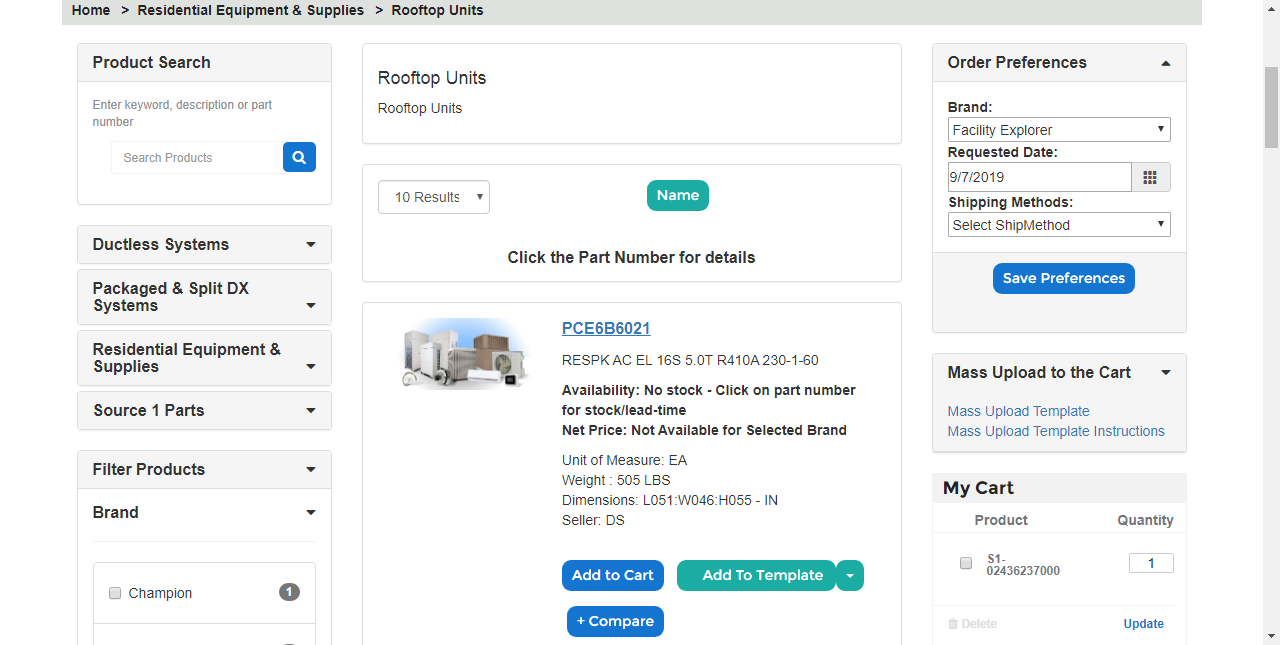 Home > Residential Equipment & Supplies > Rooftop Units
Product Search
Enter keyword, description or part
number
Search Products
Ductless Systems
Packaged & Split DX
Systems
Residential Equipment &
Supplies
Source 1 Parts
Filter Products
Brand
Champion 1
Rooftop Units
Rooftop Units
10 Results
Name
Click the Part Number for details
PCE6B6021
RESPK AC EL 16S 5.0T R410A 230-1-60
Availability: No stock - Click on part number
for stock/lead-time
Net Price: Not Available for Selected Brand
Unit of Measure: EA
Weight : 505 LBS
Dimensions: L051:W046:H055 - IN
Seller: DS
Add to Cart
Add To Template
+ Compare
Order Preferences
Brand:
Facility Explorer
Requested Date:
9/7/2019
Shipping Methods:
Select ShipMethod
Save Preferences
Mass Upload to the Cart
Mass Upload Template
Mass Upload Template Instructions
My Cart
Product Quantity
S1-
02436237000
1
Delete Update